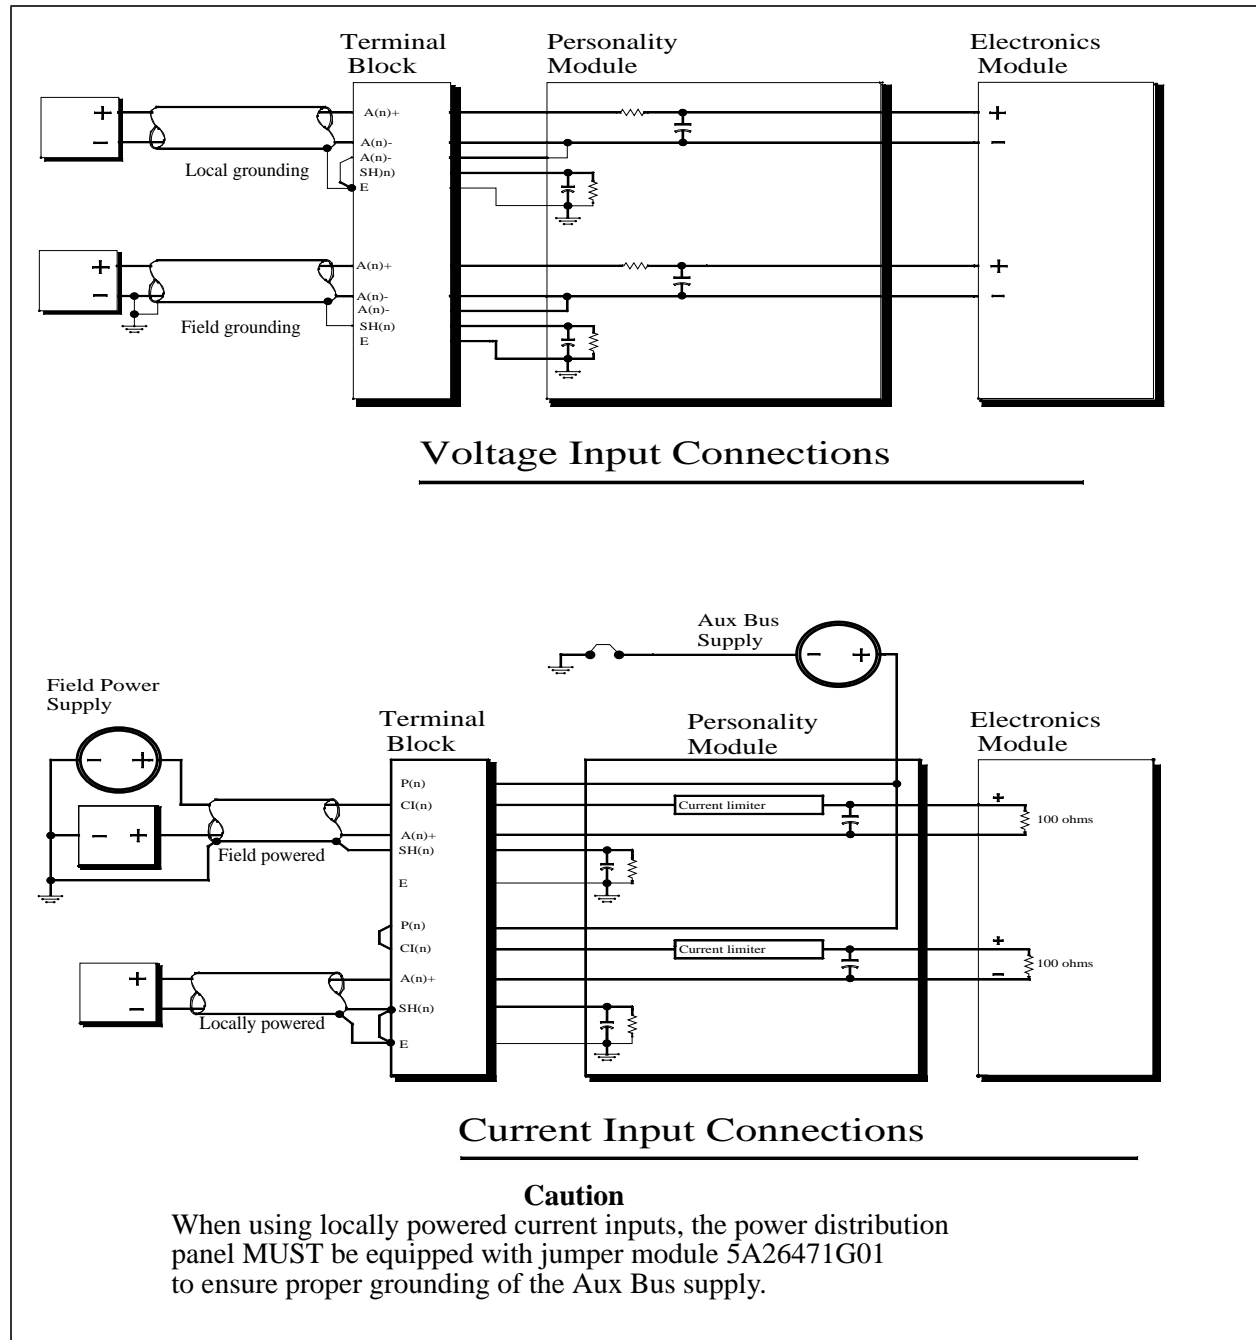 Terminal
Block
Personality
Module
Electronics
Module
+
−
A(n)+
A(n)-
A(n)-
SH)n)
E
+
−
Local grounding
+
−
A(n)+
A(n)-
A(n)-
SH(n)
E
+
−
Field grounding
Voltage Input Connections
Aux Bus
Supply
− +
Field Power
Supply
− +
Terminal
Block
Personality
Module
Electronics
Module
P(n)
CI(n)
A(n)+
SH(n)
E
Current limiter
+
100 ohms
− +
Field powered
P(n)
CI(n)
A(n)+
SH(n)
E
Current limiter
+
−
100 ohms
+
−
Locally powered
Current Input Connections
Caution
When using locally powered current inputs, the power distribution
panel MUST be equipped with jumper module 5A26471G01
to ensure proper grounding of the Aux Bus supply.